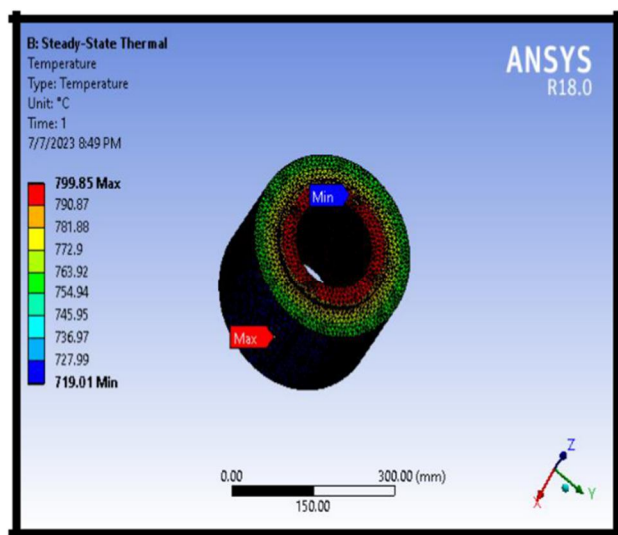 B: Steady-State Thermal
Temperature
Type: Temperature
Unit: °C
Time: 1
7/7/2023 8:49 PM
ANSYS
R18.0
799.85 Max
790.87
781.88
772.9
763.92
754.94
745.95
736.97
727.99
719.01 Min
Min
Max
0.00 300.00 (mm)
150.00
Z
Y
X